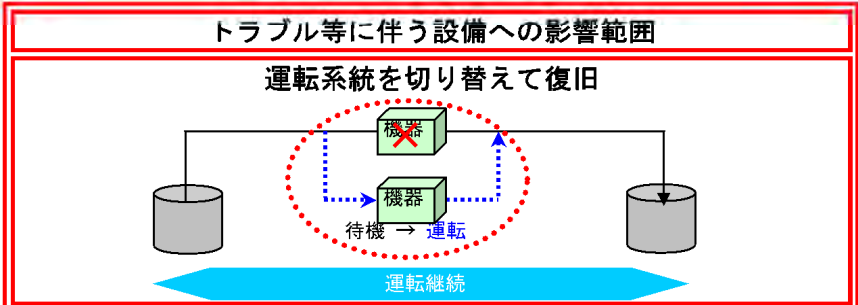 トラブル等に伴う設備への影響範囲
運転系統を切り替えて復旧
機器
機器
待機 → 運転
運転継続